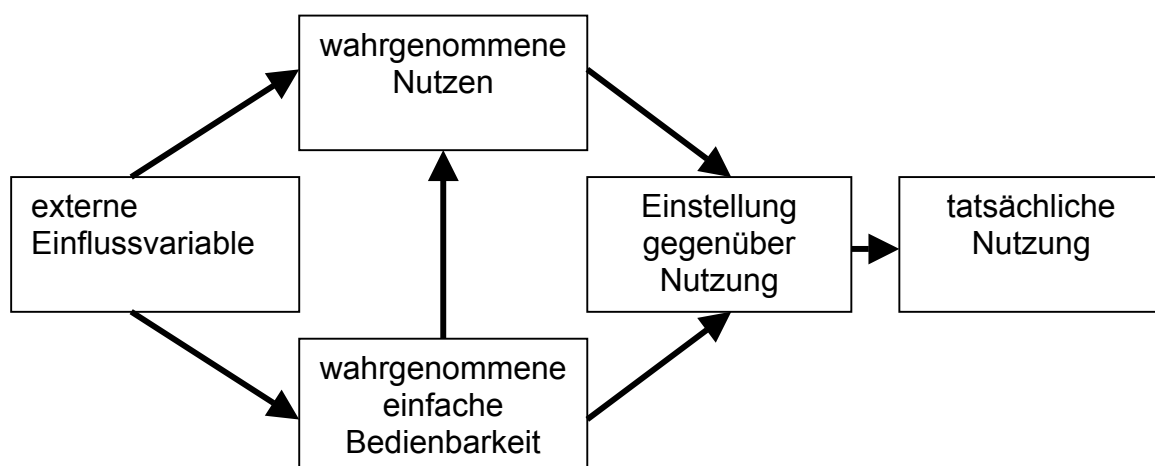 wahrgenommene
Nutzen
externe
Einflussvariable
Einstellung
gegenüber
Nutzung
tatsächliche
Nutzung
wahrgenommene
einfache
Bedienbarkeit